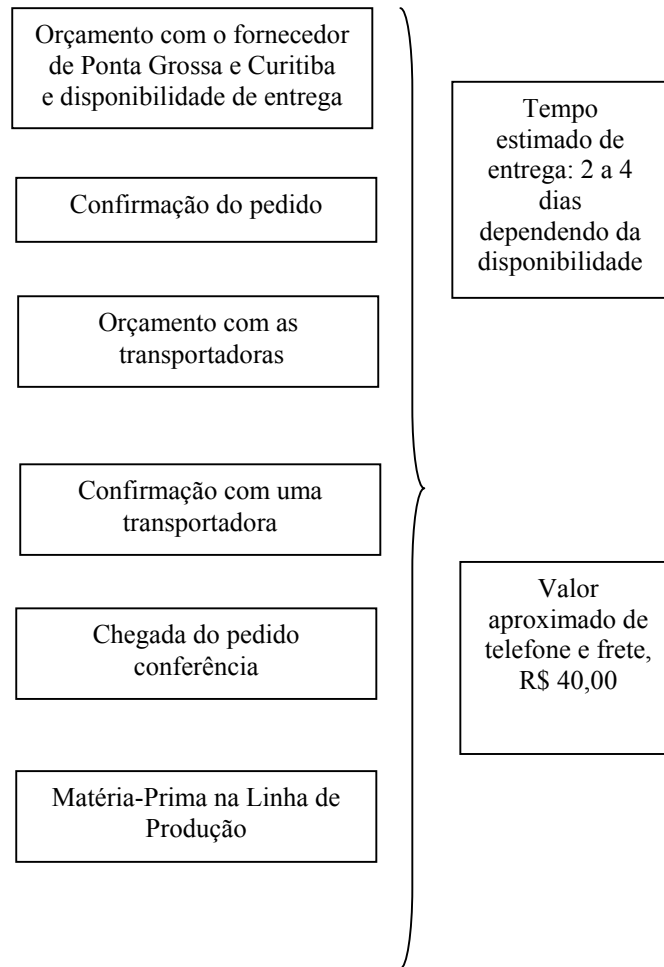 Orçamento com o fornecedor
de Ponta Grossa e Curitiba
e disponibilidade de entrega
Confirmação do pedido
Orçamento com as
transportadoras
Confirmação com uma
transportadora
Chegada do pedido
conferência
Matéria-Prima na Linha de
Produção
Tempo
estimado de
entrega: 2 a 4
dias
dependendo da
disponibilidade
Valor
aproximado de
telefone e frete,
R$ 40,00